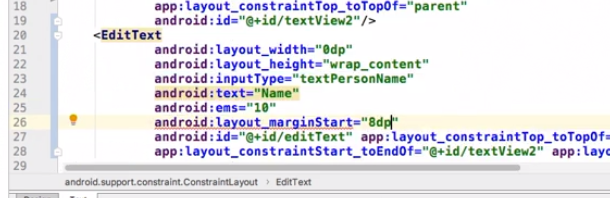 18 app:layout_constraintTop_toTopOf="parent"
19 android:id="@+id/textView2"/>
20 <EditText
21 android:layout_width="0dp"
22 android:layout_height="wrap_content"
23 android:inputType="textPersonName"
24 android:text="Name"
25 android:ems="10"
26 android:layout_marginStart="8dp"
27 android:id="@+id/editText" app:layout_constraintTop_toTopOf=
28 app:layout_constraintStart_toEndOf="@+id/textView2" app:lay
29
android.support.constraint.ConstraintLayout › EditText